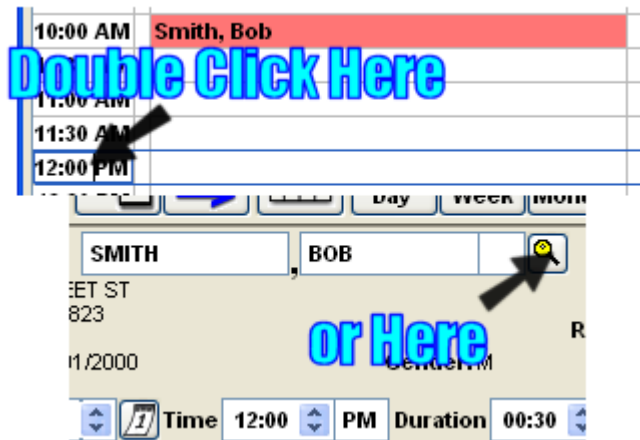 10:00 AM Smith, Bob
Double Click Here
11:00 AM
11:30 AM
12:00 PM
Day Week
SMITH , BOB
EET ST
823
or Here
R
01/2000 Gender: M
Time 12:00 PM Duration 00:30